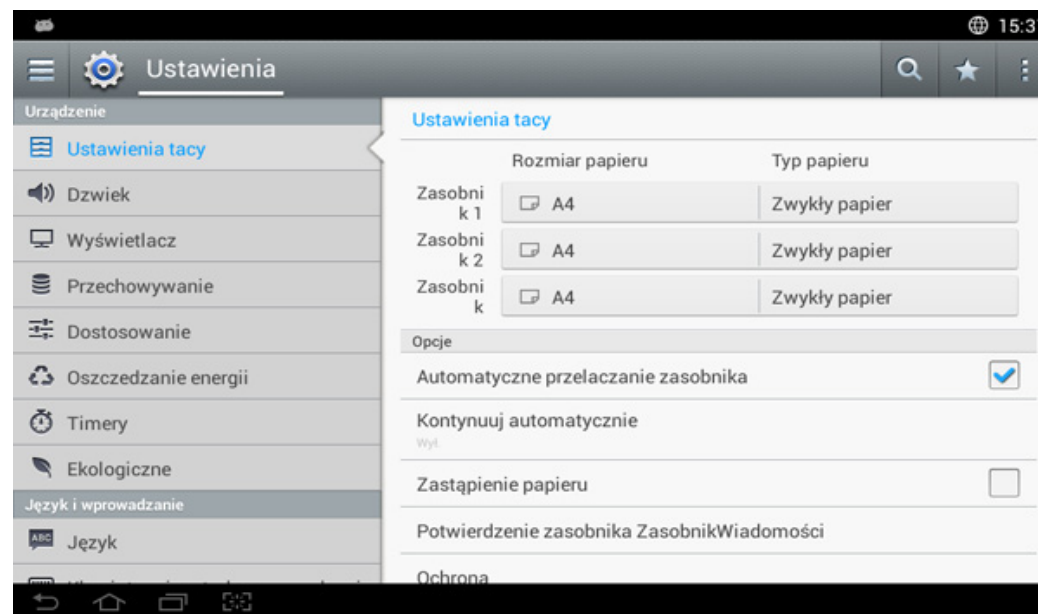 15:3
Ustawienia
Urządzenie
Ustawienia tacy
Dzwiek
Wyświetlacz
Przechowywanie
Dostosowanie
Oszczedzanie energii
Timery
Ekologiczne
Język i wprowadzanie
ABC
Język
Ustawienia tacy
Rozmiar papieru Typ papieru
Zasobni
k 1
A4 Zwykły papier
Zasobni
k 2
A4 Zwykły papier
Zasobni
k
A4 Zwykły papier
Opcje
Automatyczne przelaczanie zasobnika
Kontynuuj automatycznie
Wył.
Zastąpienie papieru
Potwierdzenie zasobnika ZasobnikWiadomości
Ochrona